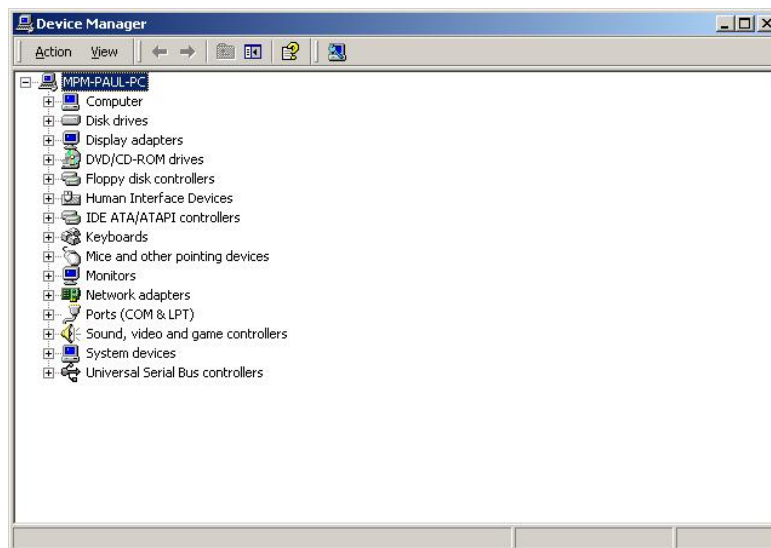 Device Manager
Action View
MPM-PAUL-PC
Computer
Disk drives
Display adapters
DVD/CD-ROM drives
Floppy disk controllers
Human Interface Devices
IDE ATA/ATAPI controllers
Keyboards
Mice and other pointing devices
Monitors
Network adapters
Ports (COM & LPT)
Sound, video and game controllers
System devices
Universal Serial Bus controllers